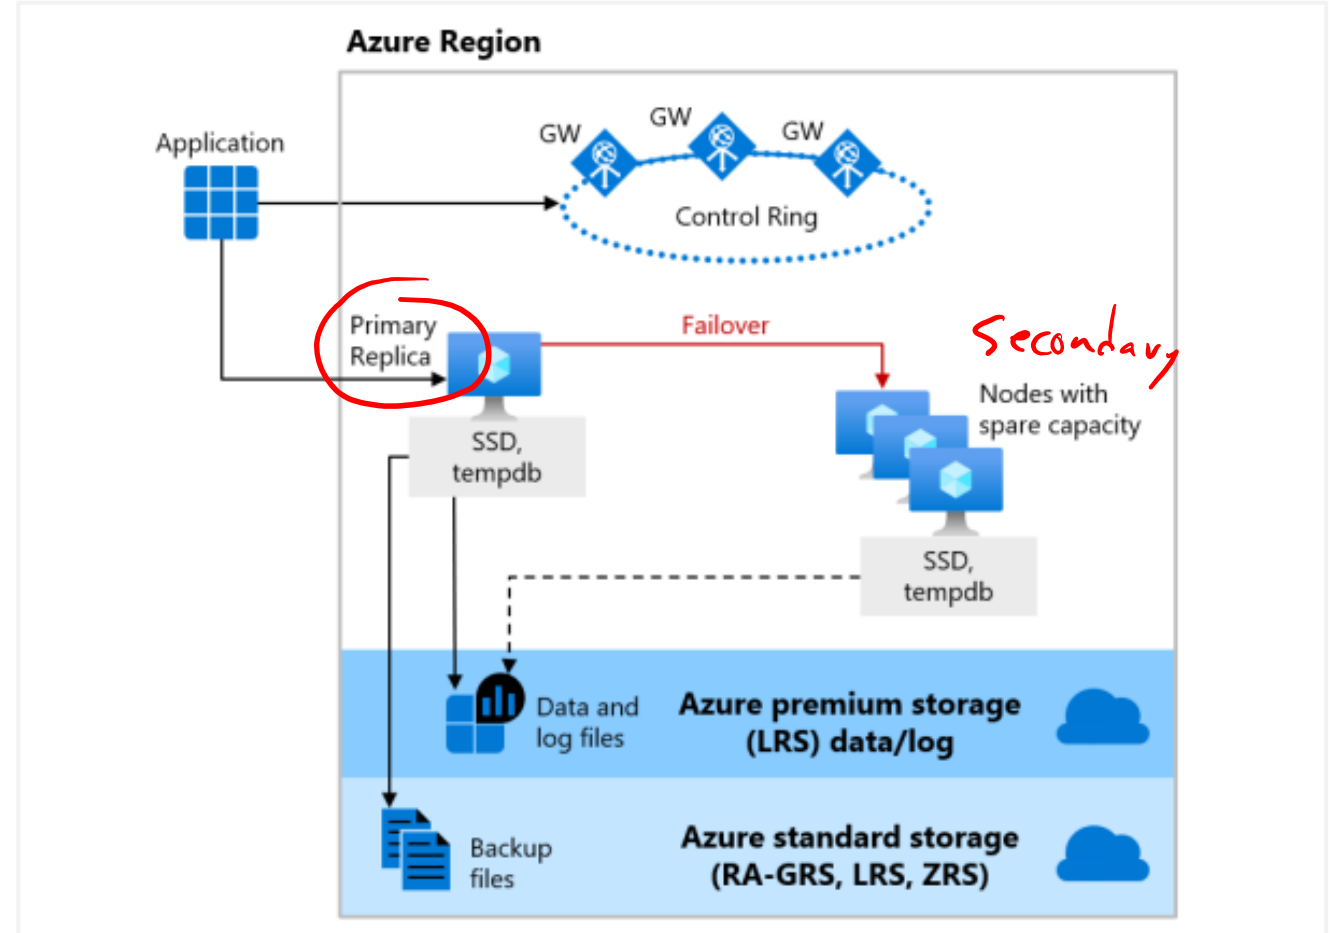 Azure Region
Application
GW
GW
GW
Control Ring
Primary
Replica
Failover
Secondary
Nodes with
spare capacity
SSD,
tempdb
SSD,
tempdb
Data and
log files
Azure premium storage
(LRS) data/log
Backup
files
Azure standard storage
(RA-GRS, LRS, ZRS)